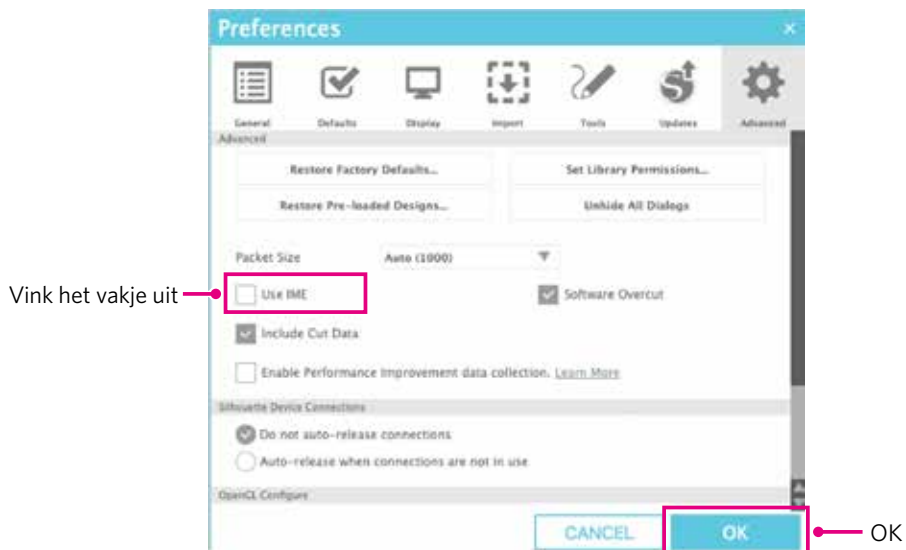 Preferences ×
General Defaults Display Import Tools Updates Advanced
Advanced
Restore Factory Defaults... Set Library Permissions...
Restore Pre-loaded Designs... Unhide All Dialogs
Packet Size Auto (1000)
Vink het vakje uit Use IME Software Overcut
Include Cut Data
Enable Performance Improvement data collection. Learn More
Silhouette Device Connections
Do not auto-release connections
Auto-release when connections are not in use
OpenCL Configure
CANCEL OK OK